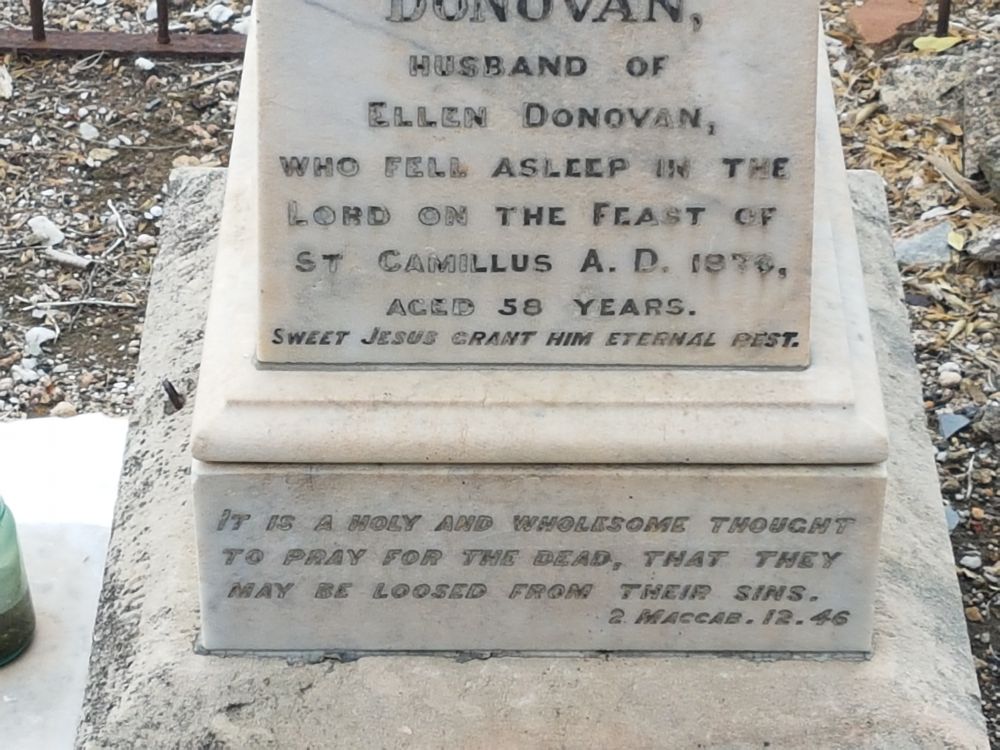 DONOVAN,
HUSBAND OF
ELLEN DONOVAN,
WHO FELL ASLEEP IN THE
LORD ON THE FEAST OF
ST CAMILLUS A.D.
AGED 58 YEARS.
SWEET JESUS GRANT HIM ETERNAL REST.
IT IS A HOLY AND WHOLESOME THOUGHT
TO PRAY FOR THE DEAD, THAT THEY
MAY BE LOOSED FROM THEIR SINS.
2 MACCAB. 12. 46